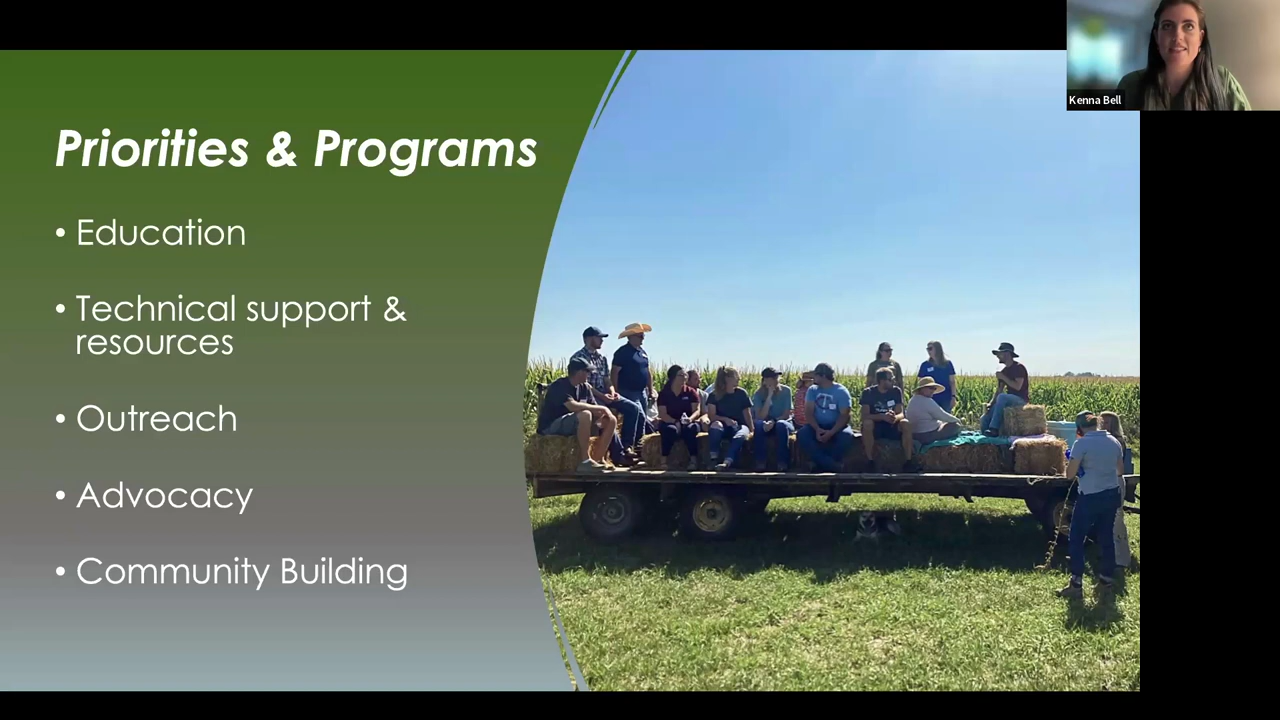 Kenna Bell
Priorities & Programs
• Education
• Technical support &
resources
• Outreach
• Advocacy
• Community Building